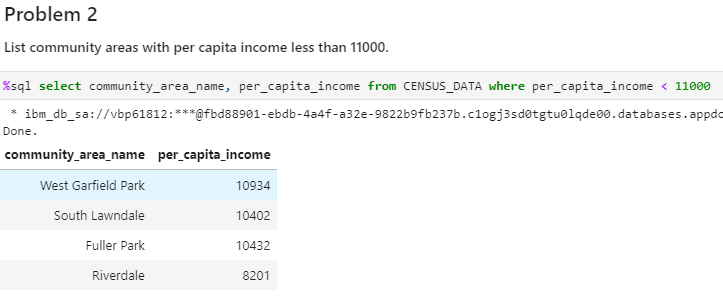 Problem 2
List community areas with per capita income less than 11000.
%sql select community_area_name, per_capita_income from CENSUS_DATA where per_capita_income < 11000
* ibm_db_sa://vbp61812:***@fbd88901-ebdb-4a4f-a32e-9822b9fb237b.c1ogj3sd0tgtu0lqde00.databases.appdo
Done.
community_area_name per_capita_income
West Garfield Park 10934
South Lawndale 10402
Fuller Park 10432
Riverdale 8201